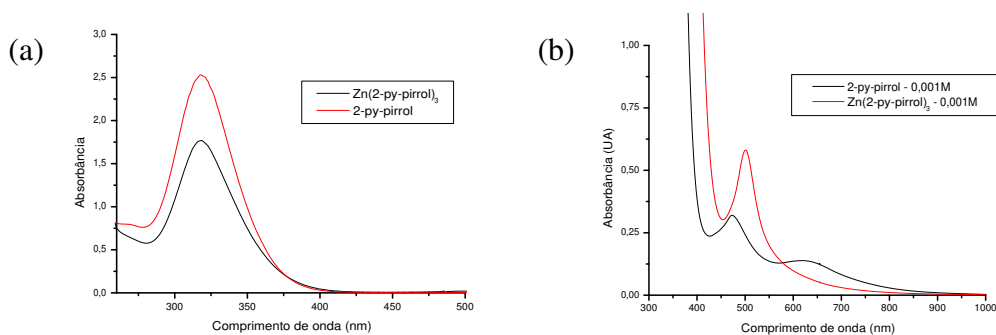 (a)
Absorbância
3,0
2,5
2,0
1,5
1,0
0,5
0,0
Zn(2-py-pirrol)3
2-py-pirrol
300 350 400 450 500
Comprimento de onda (nm)
(b)
Absorbância (UA)
1,00
0,75
0,50
0,25
0,00
2-py-pirrol - 0,001M
Zn(2-py-pirrol)3 - 0,001M
300 400 500 600 700 800 900 1000
Comprimento de onda (nm)